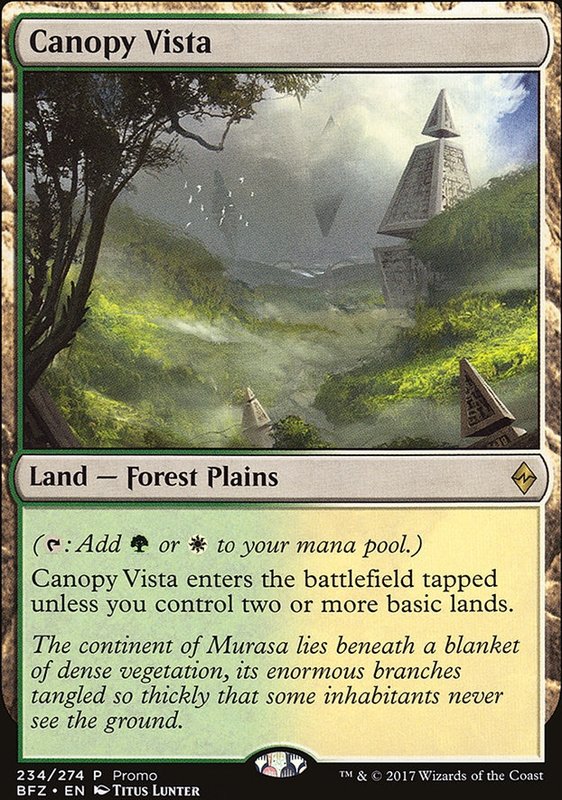 Canopy Vista
Land — Forest Plains
( : Add  or  to your mana pool.)
Canopy Vista enters the battlefield tapped
unless you control two or more basic lands.
The continent of Murasa lies beneath a blanket
of dense vegetation, its enormous branches
tangled so thickly that some inhabitants never
see the ground.
234/274 P Promo
BFZ • EN Titus Lunter
™ & © 2017 Wizards of the Coast